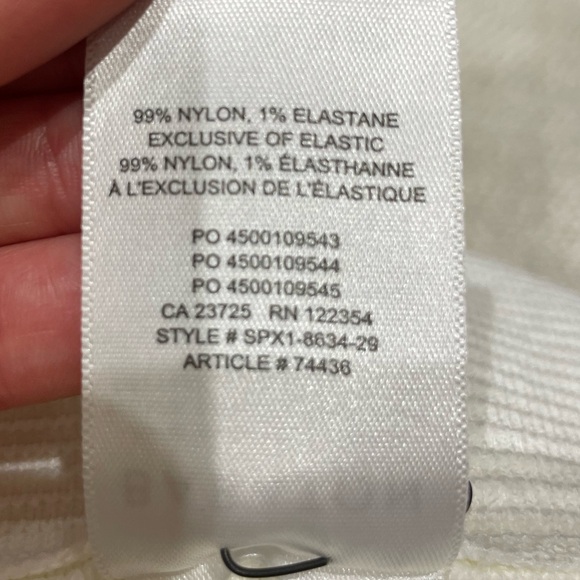 99% NYLON, 1% ELASTANE
EXCLUSIVE OF ELASTIC
99% NYLON, 1% ÉLASTHANNE
À L'EXCLUSION DE L'ÉLASTIQUE
PO 4500109543
PO 4500109544
PO 4500109545
CA 23725 RN 122354
STYLE # SPX1-8634-29
ARTICLE # 74436